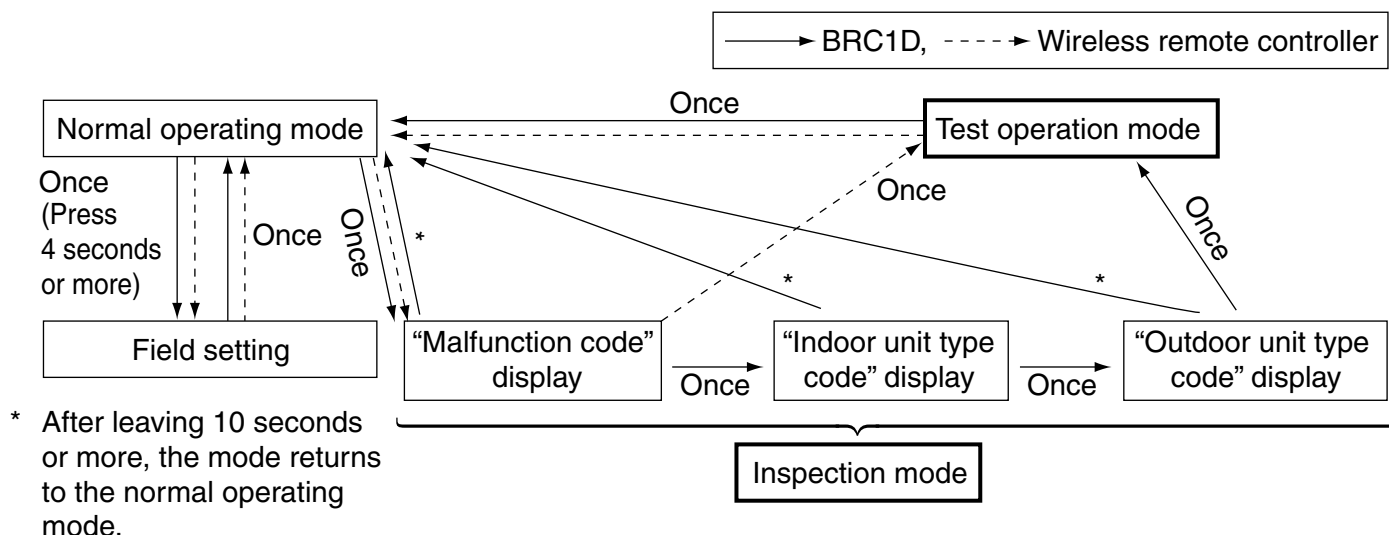 BRC1D,
Wireless remote controller
Once
Normal operating mode
Test operation mode
Once
(Press
4 seconds
or more)
Once
Once
*
Once
Once
*
*
Field setting
“Malfunction code”
display
Once
“Indoor unit type
code” display
Once
“Outdoor unit type
code” display
* After leaving 10 seconds
or more, the mode returns
to the normal operating
mode.
Inspection mode